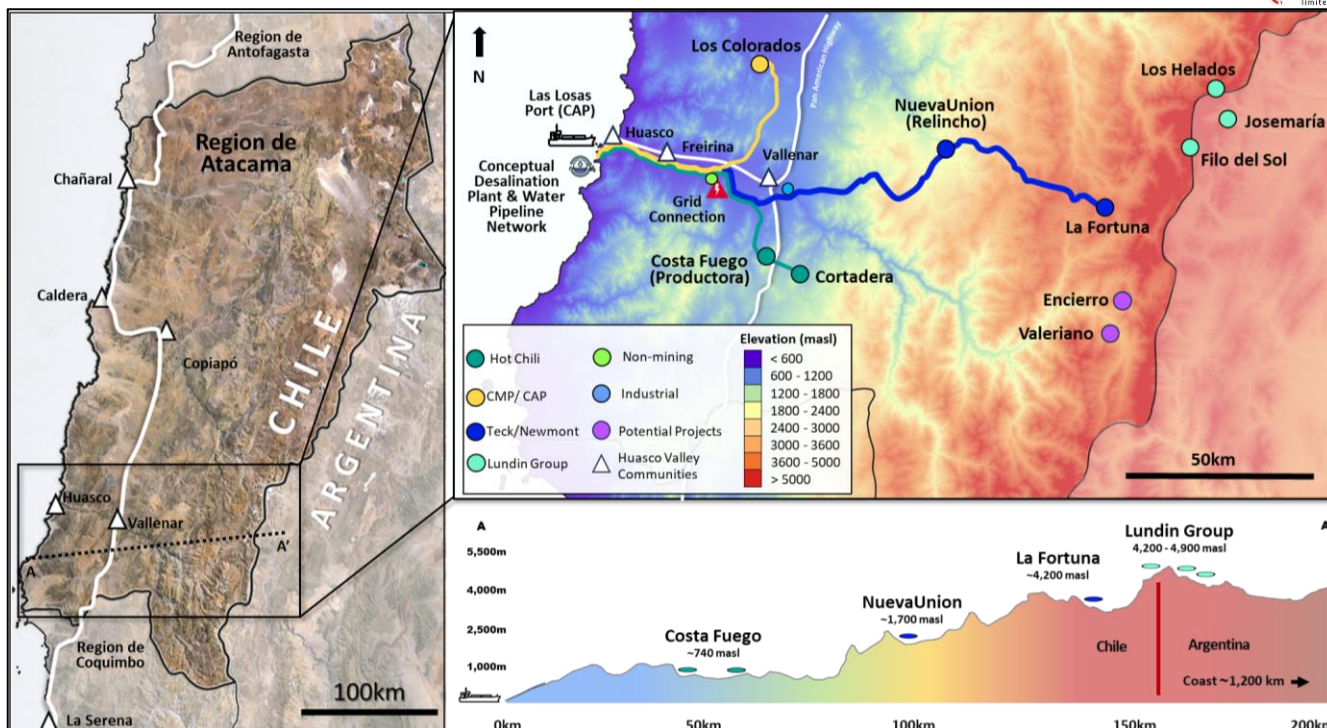 limite
Region de
Antofagasta
Region de
Atacama
Chañaral
Caldera
Copiapó
CHILE
ARGENTINA
Huasco
Vallenar
A
A'
Region de
Coquimbo
La Serena
100km
N
Las Losas
Port (CAP)
Conceptual
Desalination
Plant & Water
Pipeline
Network
Los Colorados
Pan American Highway
Huasco
Freirina
Vallenar
Grid
Connection
NuevaUnion
(Relincho)
Los Helados
Josemaría
Filo del Sol
La Fortuna
Costa Fuego
(Productora)
Cortadera
Encierro
Valeriano
Hot Chili
CMP/ CAP
Teck/Newmont
Lundin Group
Non-mining
Industrial
Potential Projects
Huasco Valley
Communities
Elevation (masl)
< 600
600 - 1200
1200 - 1800
1800 - 2400
2400 - 3000
3000 - 3600
3600 - 5000
> 5000
50km
A
A
5,500m
4,000m
2,500m
1,000m
Costa Fuego
~740 masl
NuevaUnion
~1,700 masl
La Fortuna
~4,200 masl
Lundin Group
4,200 - 4,900 masl
Chile
Argentina
Coast ~1,200 km
0km
50km
100km
150km
200km